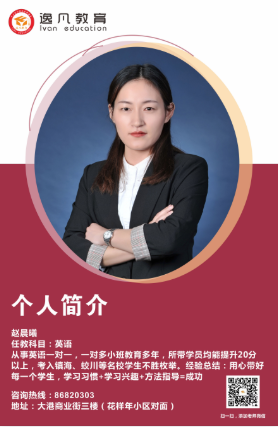 逸凡教育
Ivan education
个人简介
赵晨曦
任教科目：英语
从事英语一对一，一对多小班教育多年，所带学员均能提升20分
以上，考入镇海、蛟川等名校学生不胜枚举。经验总结：用心带好
每一个学生，学习习惯+学习兴趣+方法指导=成功
咨询热线：86820303
地址：大港商业街三楼（花样年小区对面）